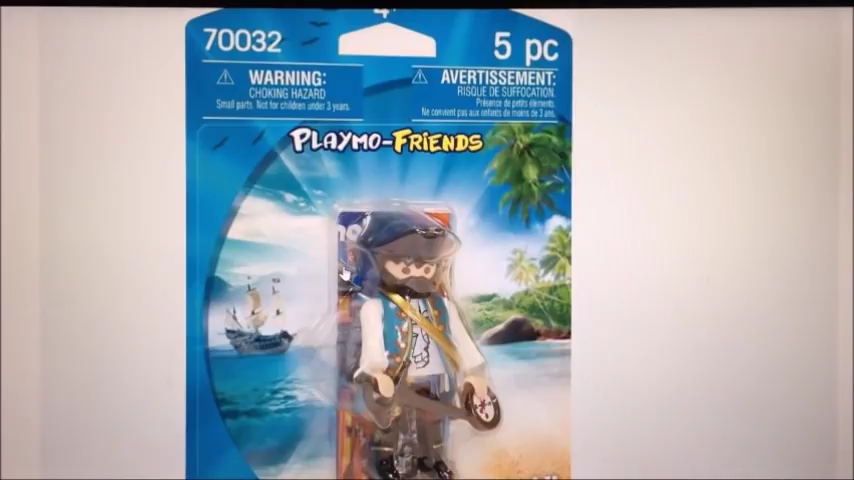 4+
70032
5 pc
WARNING:
CHOKING HAZARD
Small parts. Not for children under 3 years.
AVERTISSEMENT:
RISQUE DE SUFFOCATION.
Présence de petits éléments.
Ne convient pas aux enfants de moins de 3 ans.
PLAYMO-FRIENDS